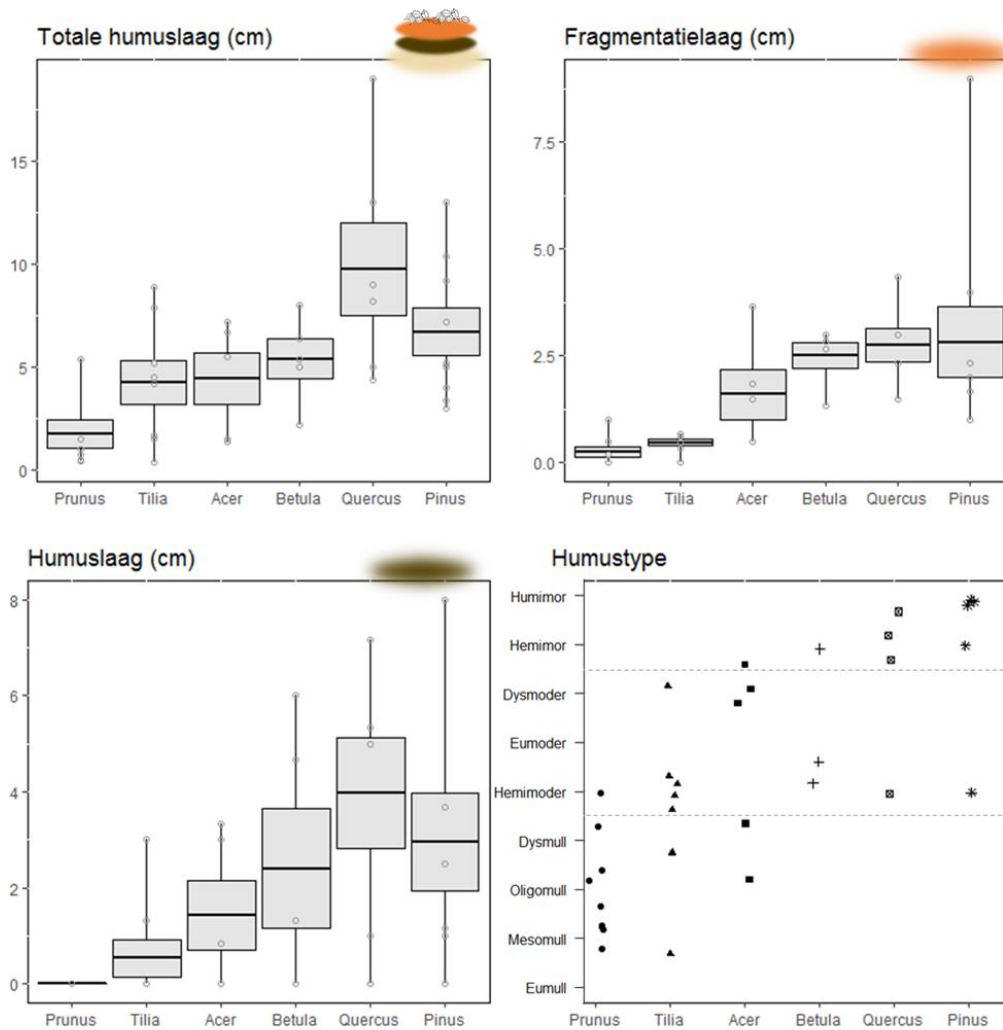 Totale humuslaag (cm)
15
10
5
0
Prunus Tilia Acer Betula Quercus Pinus
Fragmentatielaag (cm)
7.5
5.0
2.5
0.0
Prunus Tilia Acer Betula Quercus Pinus
Humuslaag (cm)
8
6
4
2
0
Prunus Tilia Acer Betula Quercus Pinus
Humustype
Humimor
Hemimor
Dysmoder
Eumoder
Hemimoder
Dysmull
Oligomull
Mesomull
Eumull
Prunus Tilia Acer Betula Quercus Pinus